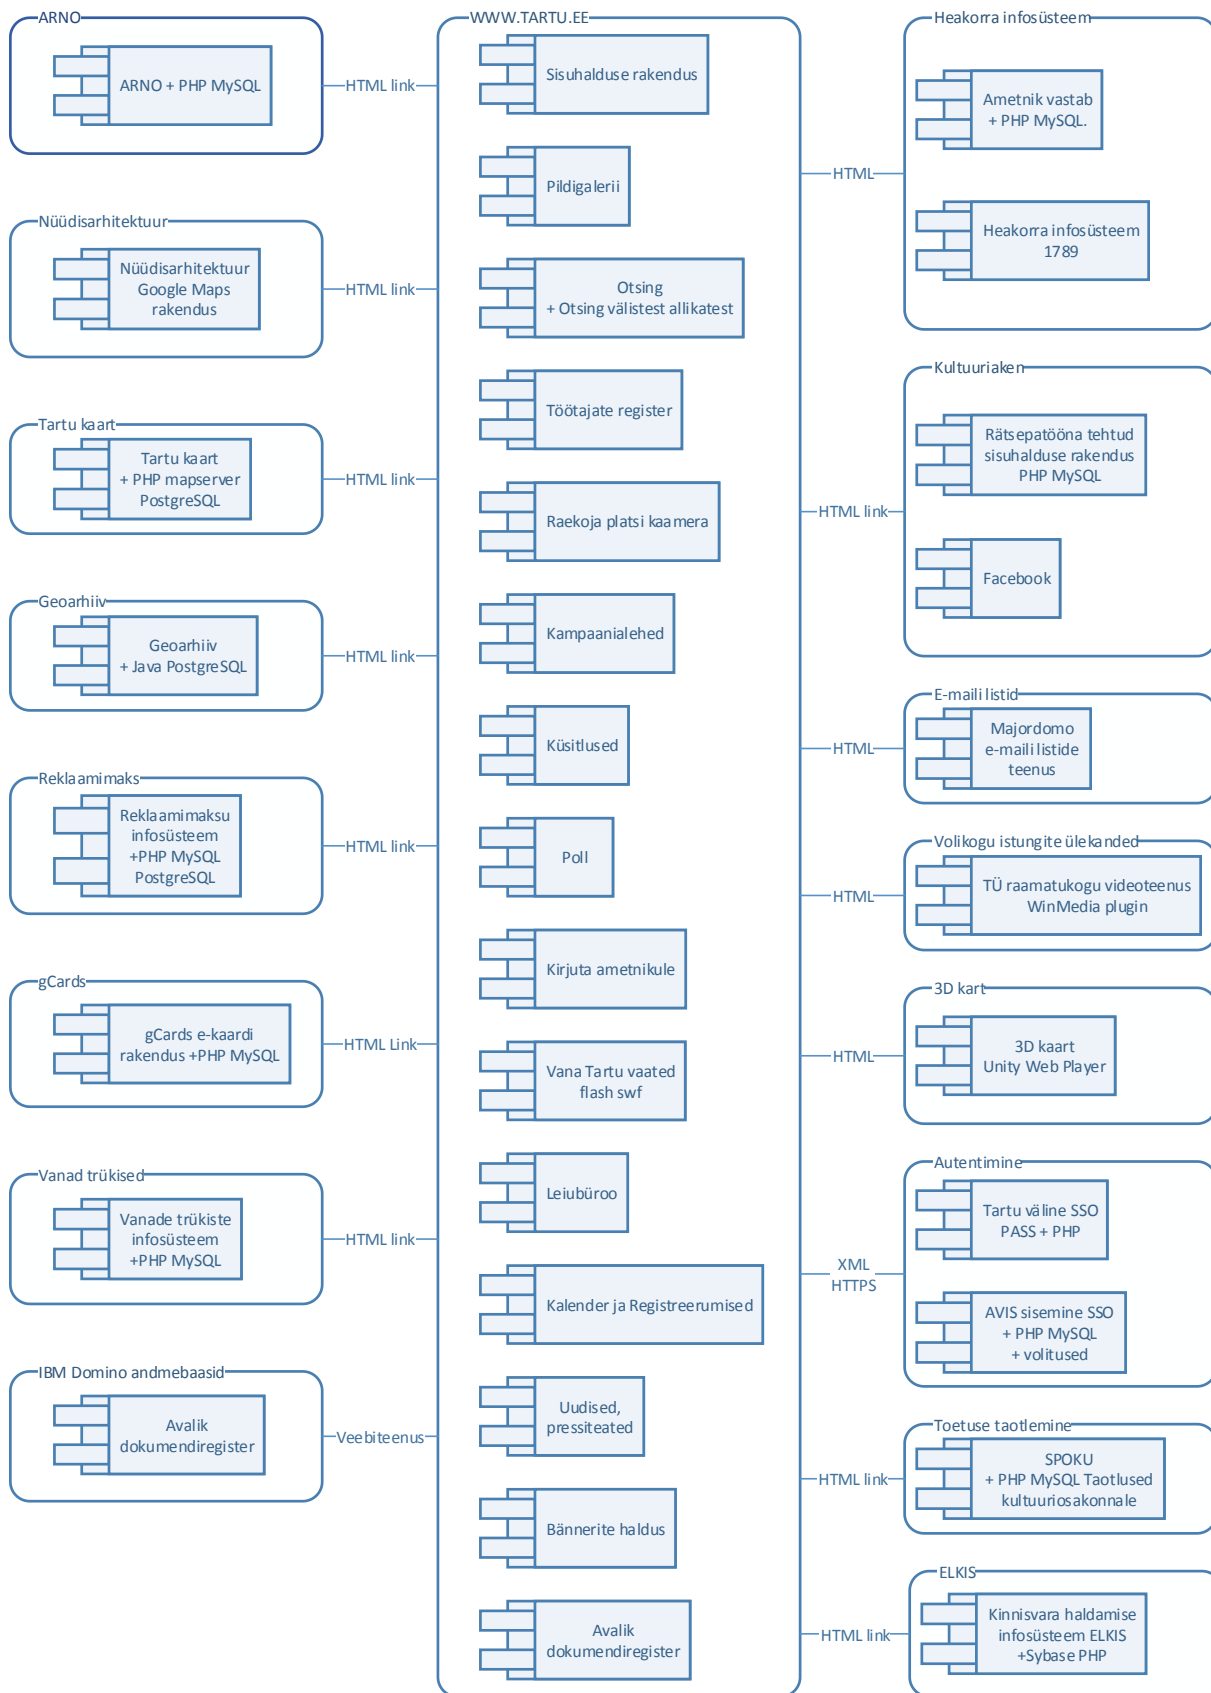 ARNO
ARNO + PHP MySQL
HTML link
Nüüdisarhitektuur
Nüüdisarhitektuur
Google Maps
rakendus
HTML link
Tartu kaart
Tartu kaart
+ PHP mapserver
PostgreSQL
HTML link
Geoarhiiv
Geoarhiiv
+ Java PostgreSQL
HTML link
Reklaamimaks
Reklaamimaksu
infosüsteem
+PHP MySQL
PostgreSQL
HTML link
gCards
gCards e-kaardi
rakendus +PHP MySQL
HTML Link
Vanad trükised
Vanade trükiste
infosüsteem
+PHP MySQL
HTML link
IBM Domino andmebaasid
Avalik
dokumendiregister
Veebiteenus
WWW.TARTU.EE
Sisuhalduse rakendus
Pildigalerii
Otsing
+ Otsing välistest allikatest
Töötajate register
Raekoja platsi kaamera
Kampaanialehed
Küsitlused
Poll
Kirjuta ametnikule
Vana Tartu vaated
flash swf
Leiubüroo
Kalender ja Registreerumised
Uudised,
pressiteated
Bännerite haldus
Avalik
dokumendiregister
HTML
Heakorra infosüsteem
Ametnik vastab
+ PHP MySQL.
Heakorra infosüsteem
1789
HTML link
Kultuuriaken
Rätsepatööna tehtud
sisuhalduse rakendus
PHP MySQL
Facebook
HTML
E-maili listid
Majordomo
e-maili listide
teenus
HTML
Volikogu istungite ülekanded
TÜ raamatukogu videoteenus
WinMedia plugin
HTML
3D kart
3D kaart
Unity Web Player
XML
HTTPS
Autentimine
Tartu väline SSO
PASS + PHP
AVIS sisemine SSO
+ PHP MySQL
+ volitused
HTML link
Toetuse taotlemine
SPOKU
+ PHP MySQL Taotlused
kultuuriosakonnale
HTML link
ELKIS
Kinnisvara haldamise
infosüsteem ELKIS
+Sybase PHP